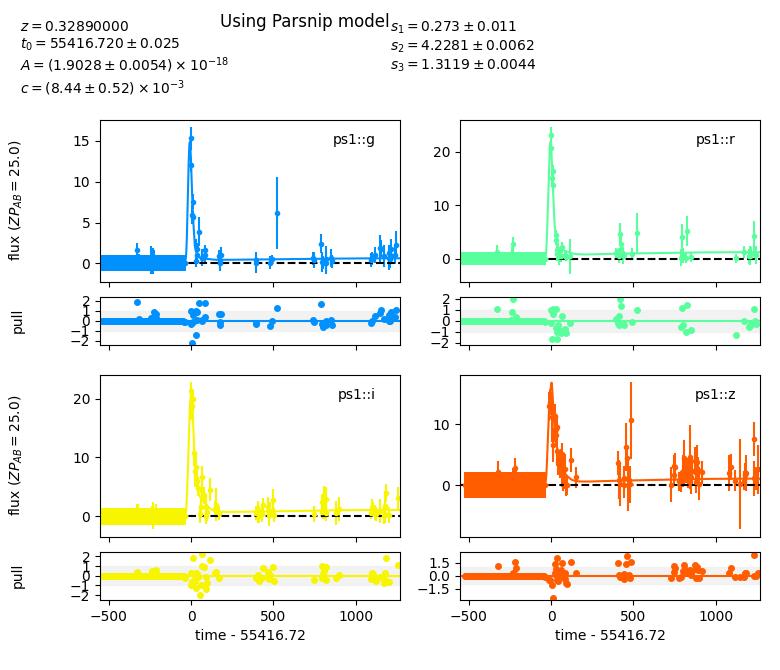 Using Parsnip model
z = 0.32890000
t₀ = 55416.720 ± 0.025
A = (1.9028 ± 0.0054) × 10⁻¹⁸
c = (8.44 ± 0.52) × 10⁻³
s₁ = 0.273 ± 0.011
s₂ = 4.2281 ± 0.0062
s₃ = 1.3119 ± 0.0044
flux (ZP_AB = 25.0)
15
10
5
0
ps1::g
20
10
0
ps1::r
pull
2
1
0
−1
−2
2
1
0
−1
−2
flux (ZP_AB = 25.0)
20
10
0
ps1::i
10
0
ps1::z
pull
2
1
0
−1
−2
1.5
0.0
−1.5
−500 0 500 1000
−500 0 500 1000
time - 55416.72
time - 55416.72